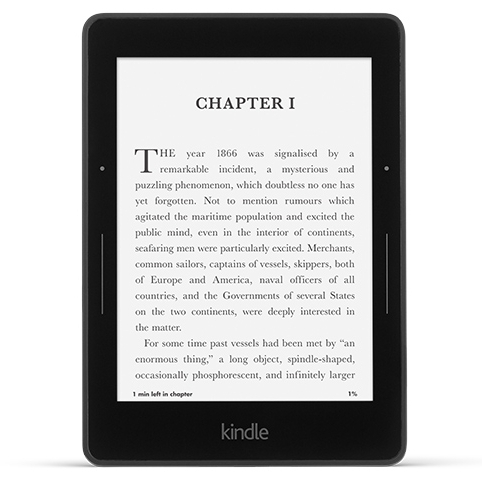 CHAPTER I
THE year 1866 was signalised by a
remarkable incident, a mysterious and
puzzling phenomenon, which doubtless no one has
yet forgotten. Not to mention rumours which
agitated the maritime population and excited the
public mind, even in the interior of continents,
seafaring men were particularly excited. Merchants,
common sailors, captains of vessels, skippers, both
of Europe and America, naval officers of all
countries, and the Governments of several States
on the two continents, were deeply interested in
the matter.
For some time past vessels had been met by “an
enormous thing,” a long object, spindle-shaped,
occasionally phosphorescent, and infinitely larger
1 min left in chapter 1%
kindle